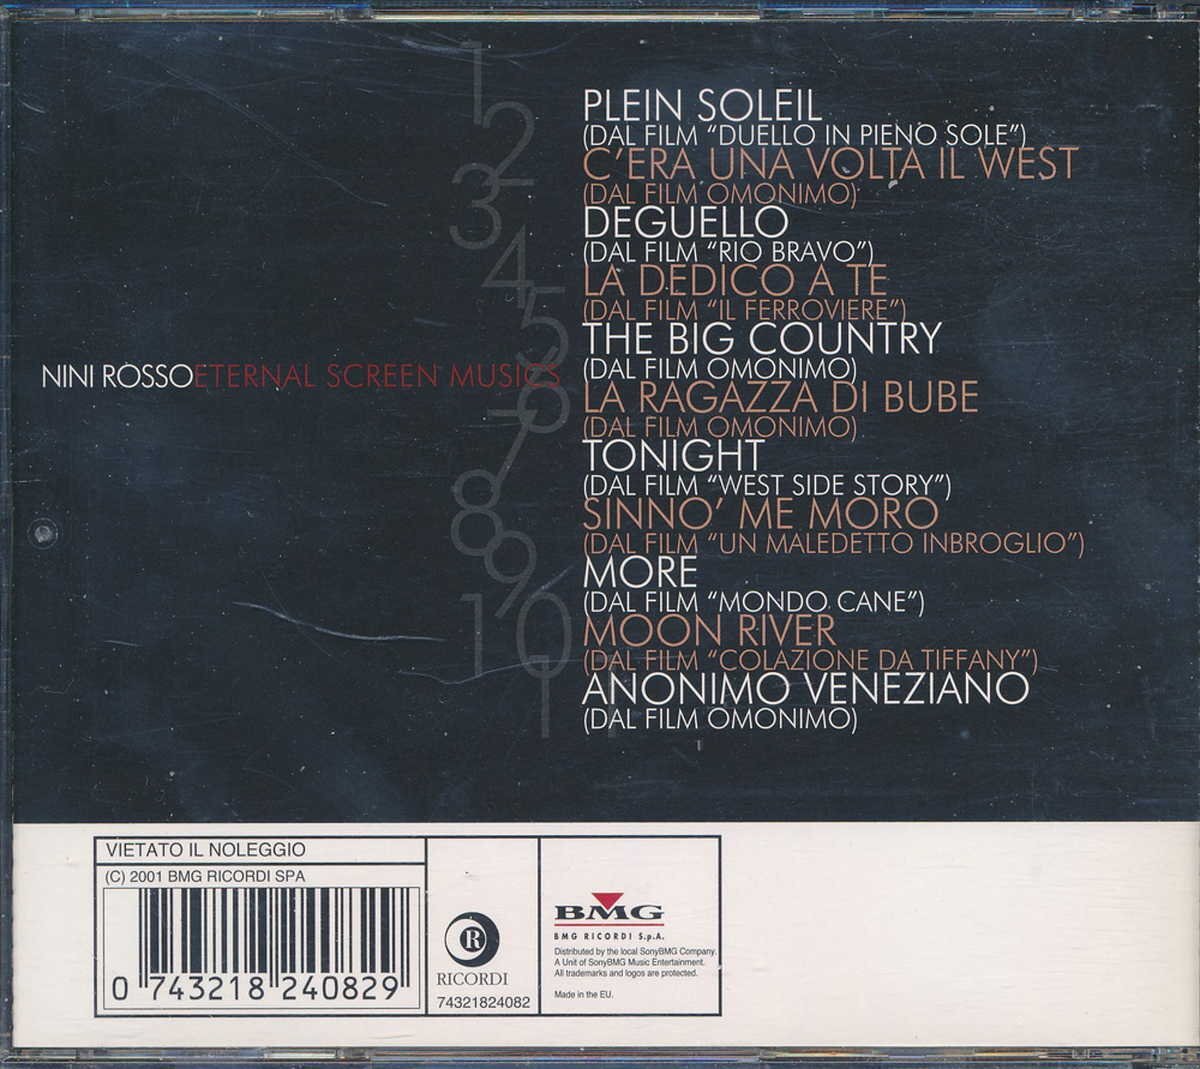 1
2
3
4
5
6
7
8
9
10
11
NINI ROSSO ETERNAL SCREEN MUSICS
PLEIN SOLEIL
(DAL FILM "DUELLO IN PIENO SOLE")
C'ERA UNA VOLTA IL WEST
(DAL FILM OMONIMO)
DEGUELLO
(DAL FILM "RIO BRAVO")
LA DEDICO A TE
(DAL FILM "IL FERROVIERE")
THE BIG COUNTRY
(DAL FILM OMONIMO)
LA RAGAZZA DI BUBE
(DAL FILM OMONIMO)
TONIGHT
(DAL FILM "WEST SIDE STORY")
SINNO' ME MORO
(DAL FILM "UN MALEDETTO INBROGLIO")
MORE
(DAL FILM "MONDO CANE")
MOON RIVER
(DAL FILM "COLAZIONE DA TIFFANY")
ANONIMO VENEZIANO
(DAL FILM OMONIMO)
VIETATO IL NOLEGGIO
(C) 2001 BMG RICORDI SPA
0 743218 240829
R
RICORDI
74321824082
BMG
BMG RICORDI S.p.A.
Distributed by the local SonyBMG Company.
A Unit of SonyBMG Music Entertainment.
All trademarks and logos are protected.
Made in the EU.